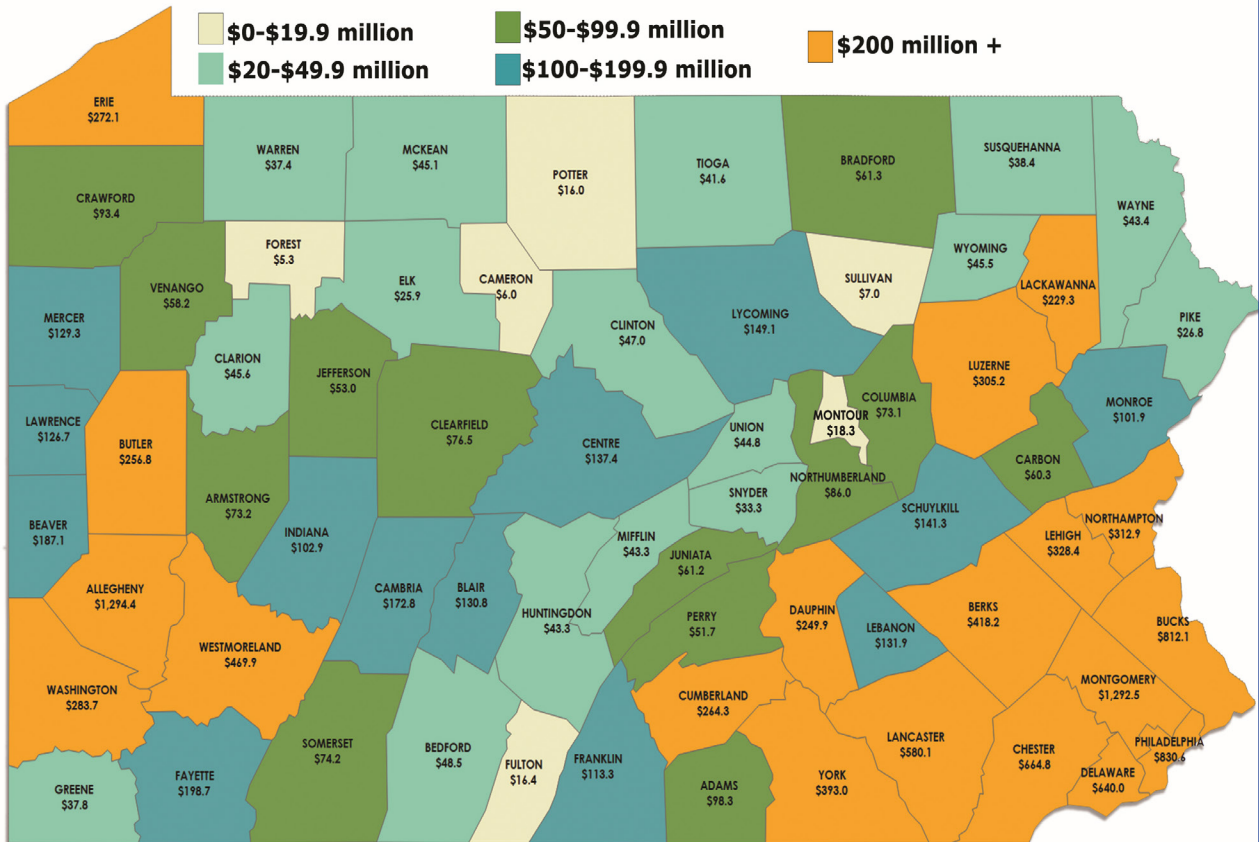 $0-$19.9 million
$50-$99.9 million
$200 million +
$20-$49.9 million
$100-$199.9 million
ERIE
$272.1
WARREN
$37.4
MCKEAN
$45.1
POTTER
$16.0
TIOGA
$41.6
BRADFORD
$61.3
SUSQUEHANNA
$38.4
CRAWFORD
$93.4
WAYNE
$43.4
FOREST
$5.3
ELK
$25.9
CAMERON
$6.0
SULLIVAN
$7.0
WYOMING
$45.5
LACKAWANNA
$229.3
VENANGO
$58.2
MERCER
$129.3
CLINTON
$47.0
LYCOMING
$149.1
PIKE
$26.8
CLARION
$45.6
JEFFERSON
$53.0
LUZERNE
$305.2
COLUMBIA
$73.1
MONROE
$101.9
LAWRENCE
$126.7
BUTLER
$256.8
CLEARFIELD
$76.5
CENTRE
$137.4
UNION
$44.8
MONTOUR
$18.3
CARBON
$60.3
ARMSTRONG
$73.2
SNYDER
$33.3
NORTHUMBERLAND
$86.0
BEAVER
$187.1
INDIANA
$102.9
MIFFLIN
$43.3
SCHUYLKILL
$141.3
NORTHAMPTON
$312.9
LEHIGH
$328.4
JUNIATA
$61.2
ALLEGHENY
$1,294.4
CAMBRIA
$172.8
BLAIR
$130.8
HUNTINGDON
$43.3
PERRY
$51.7
DAUPHIN
$249.9
LEBANON
$131.9
BERKS
$418.2
BUCKS
$812.1
WESTMORELAND
$469.9
WASHINGTON
$283.7
CUMBERLAND
$264.3
MONTGOMERY
$1,292.5
SOMERSET
$74.2
BEDFORD
$48.5
FULTON
$16.4
FRANKLIN
$113.3
LANCASTER
$580.1
CHESTER
$664.8
PHILADELPHIA
$830.6
DELAWARE
$640.0
GREENE
$37.8
FAYETTE
$198.7
ADAMS
$98.3
YORK
$393.0